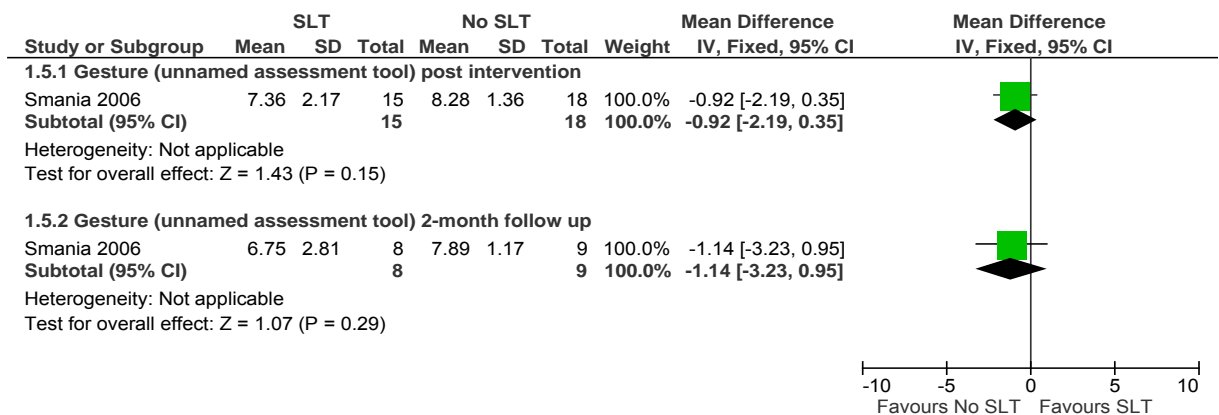 SLT No SLT Mean Difference Mean Difference
Study or Subgroup Mean SD Total Mean SD Total Weight IV, Fixed, 95% CI IV, Fixed, 95% CI
1.5.1 Gesture (unnamed assessment tool) post intervention
Smania 2006 7.36 2.17 15 8.28 1.36 18 100.0% -0.92 [-2.19, 0.35]
Subtotal (95% CI) 15 18 100.0% -0.92 [-2.19, 0.35]
Heterogeneity: Not applicable
Test for overall effect: Z = 1.43 (P = 0.15)
1.5.2 Gesture (unnamed assessment tool) 2-month follow up
Smania 2006 6.75 2.81 8 7.89 1.17 9 100.0% -1.14 [-3.23, 0.95]
Subtotal (95% CI) 8 9 100.0% -1.14 [-3.23, 0.95]
Heterogeneity: Not applicable
Test for overall effect: Z = 1.07 (P = 0.29)
-10 -5 0 5 10
Favours No SLT Favours SLT